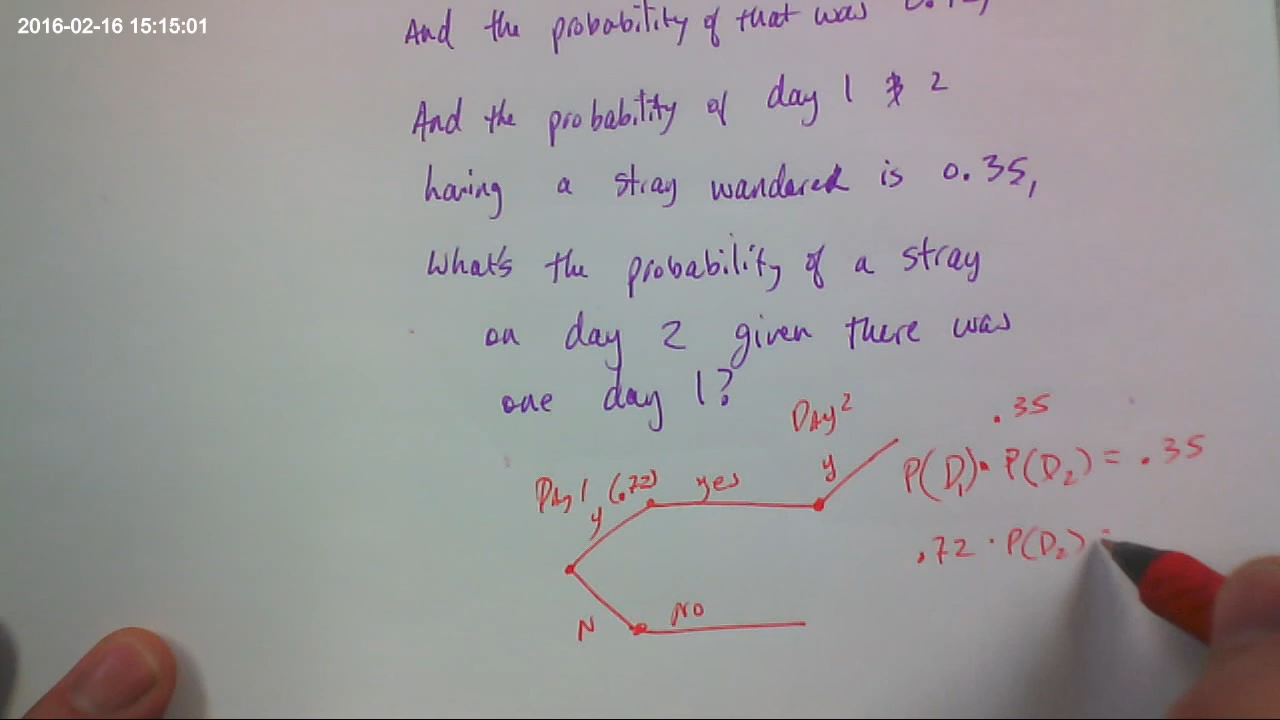 2016-02-16 15:15:01
And the probability of that was
And the probability of day 1 & 2
having a stray wandered is 0.35,
What's the probability of a stray
on day 2 given there was
one day 1?
Day 2
.35
P(D1) · P(D2) = .35
y
Day 1 (.72) yes
y
.72 · P(D2) =
N NO